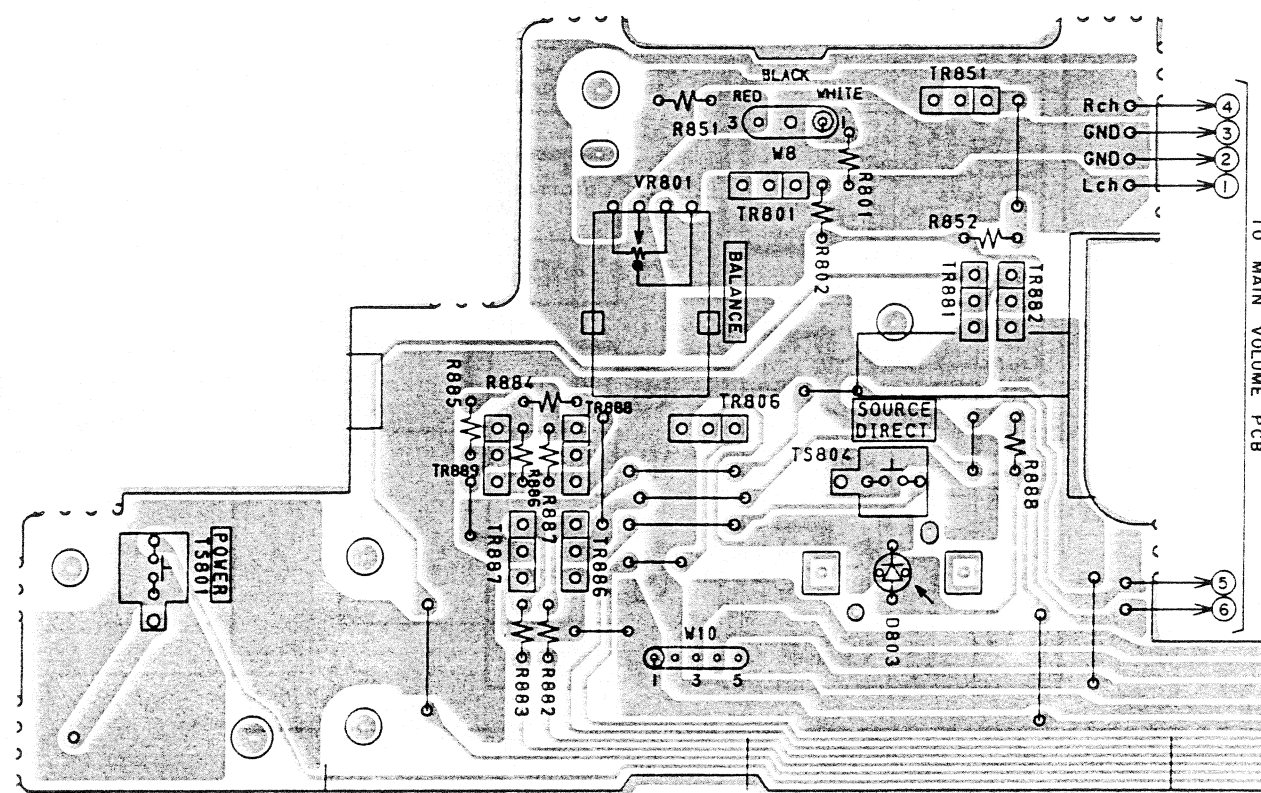 BLACK
TR851
RED
WHITE
R851
3
1
W8
R801
Rch
4
GND
3
GND
2
Lch
1
VR801
TR801
R802
R852
BALANCE
TR881
TR882
TO MAIN VOLUME PCB
R885
R884
TR888
TR806
SOURCE
DIRECT
TS804
TR889
R886
R887
R888
POWER
TS801
TR887
TR886
5
6
W10
1
3
5
D803
R883
R882